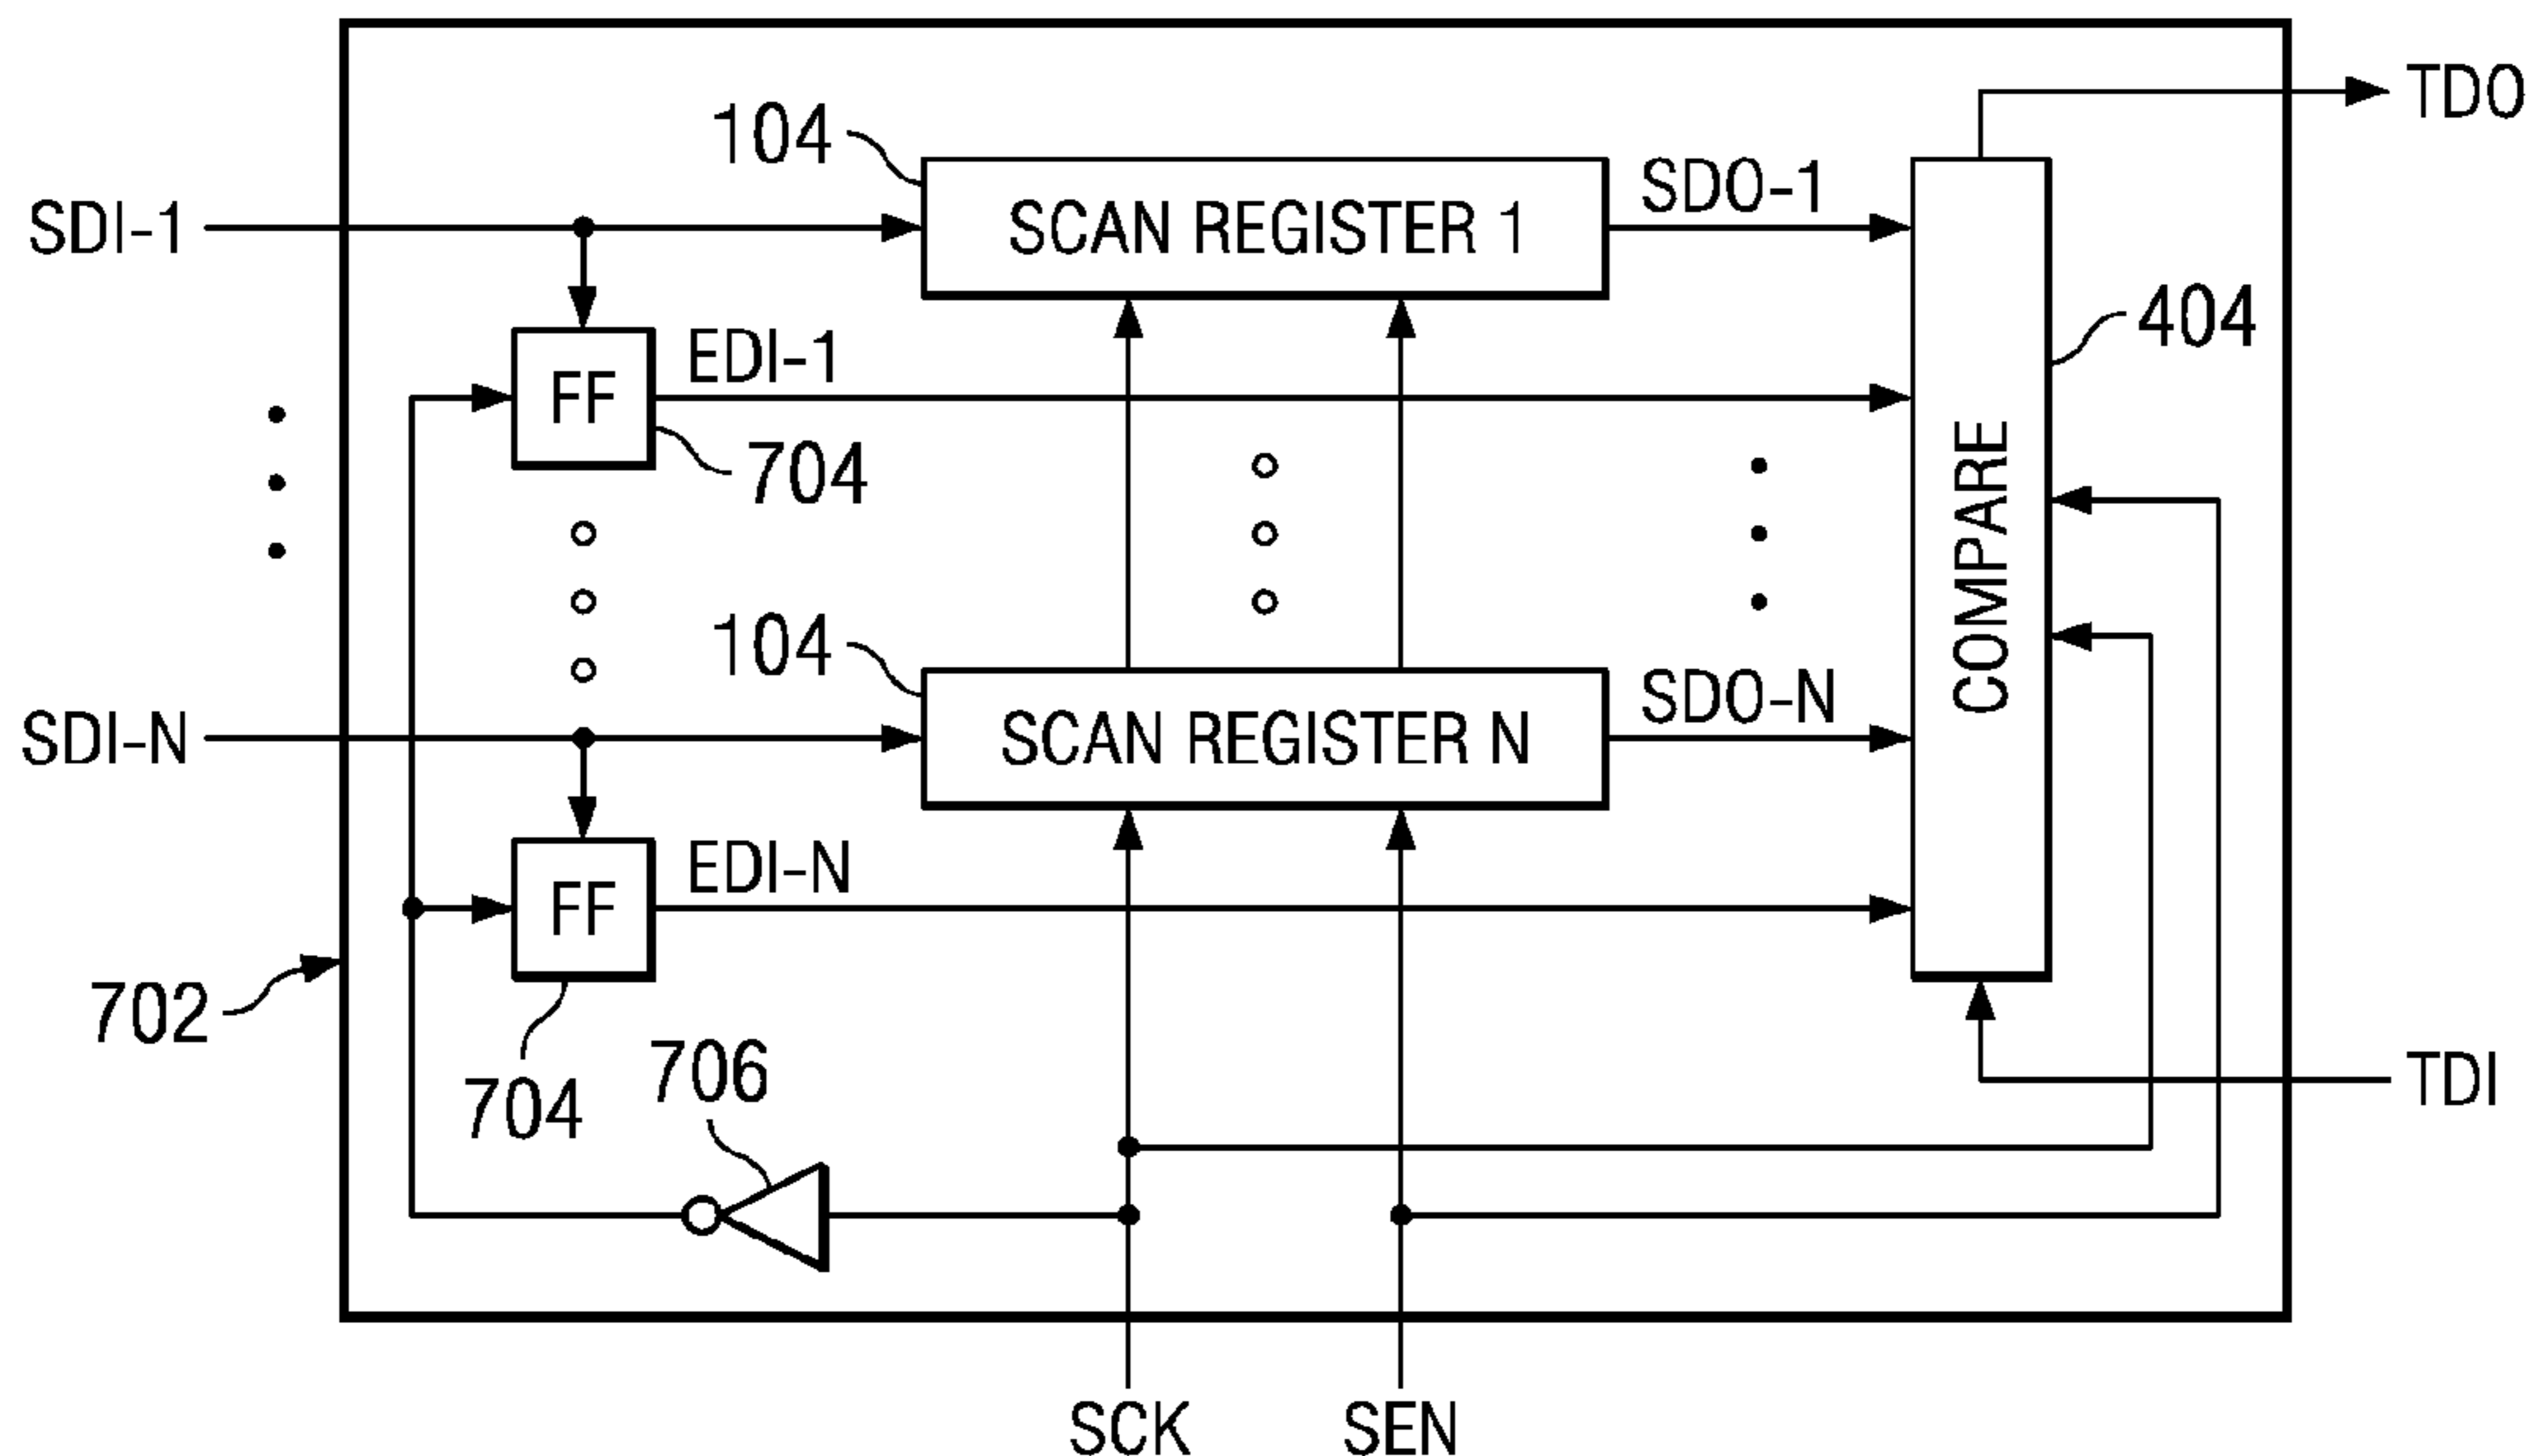 TDO
104
SDI-1
SCAN REGISTER 1
SDO-1
404
FF
EDI-1
704
COMPARE
104
SDI-N
SCAN REGISTER N
SDO-N
FF
EDI-N
702
704
706
TDI
SCK
SEN